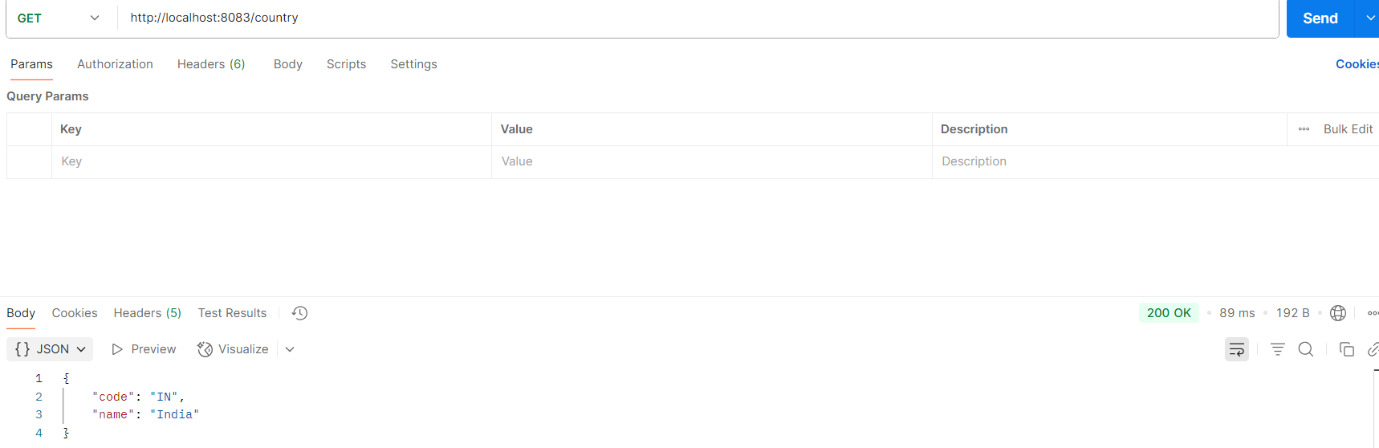 GET http://localhost:8083/country Send
Params Authorization Headers (6) Body Scripts Settings Cookies
Query Params
Key Value Description Bulk Edit
Key Value Description
Body Cookies Headers (5) Test Results 200 OK • 89 ms • 192 B •
{} JSON Preview Visualize
1 {
2 "code": "IN",
3 "name": "India"
4 }